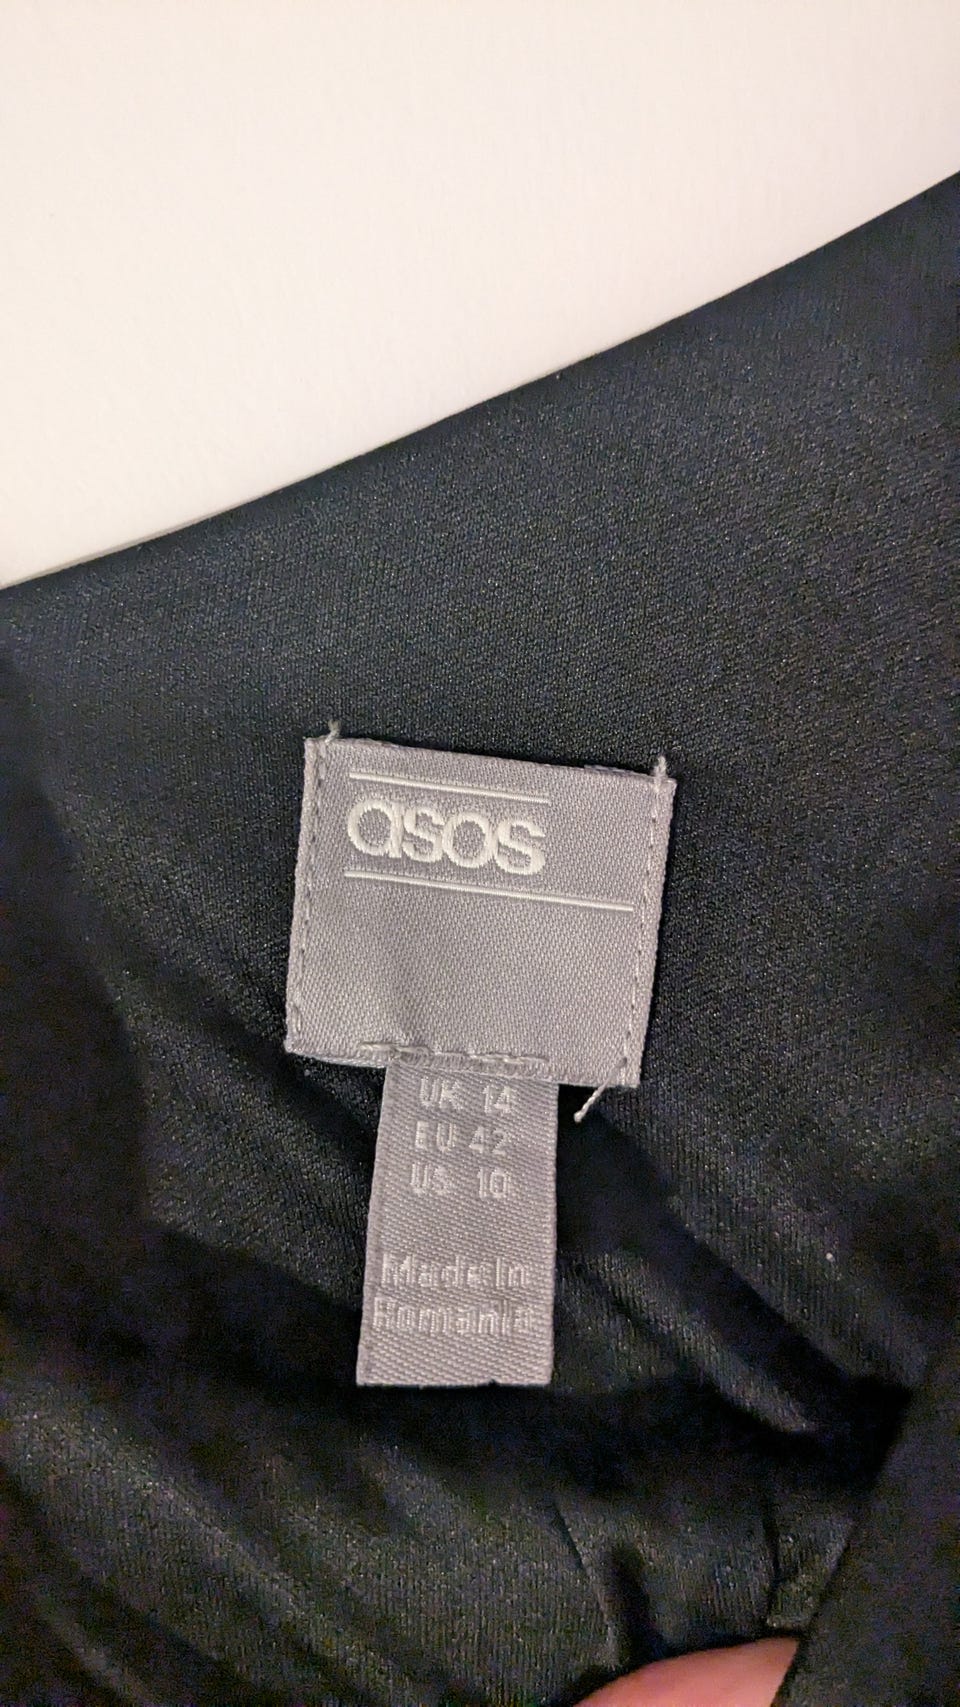 asos
UK 14
EU 42
US 10
Made In
Romania